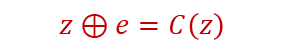 z ⊕ e = C(z)